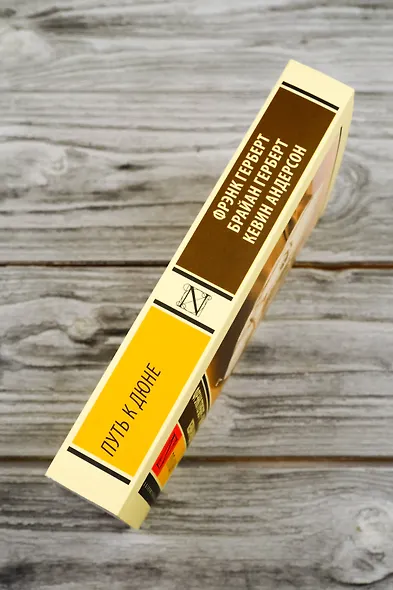 ФРЭНК ГЕРБЕРТ
БРАЙАН ГЕРБЕРТ
КЕВИН АНДЕРСОН
N
ПУТЬ К ДЮНЕ